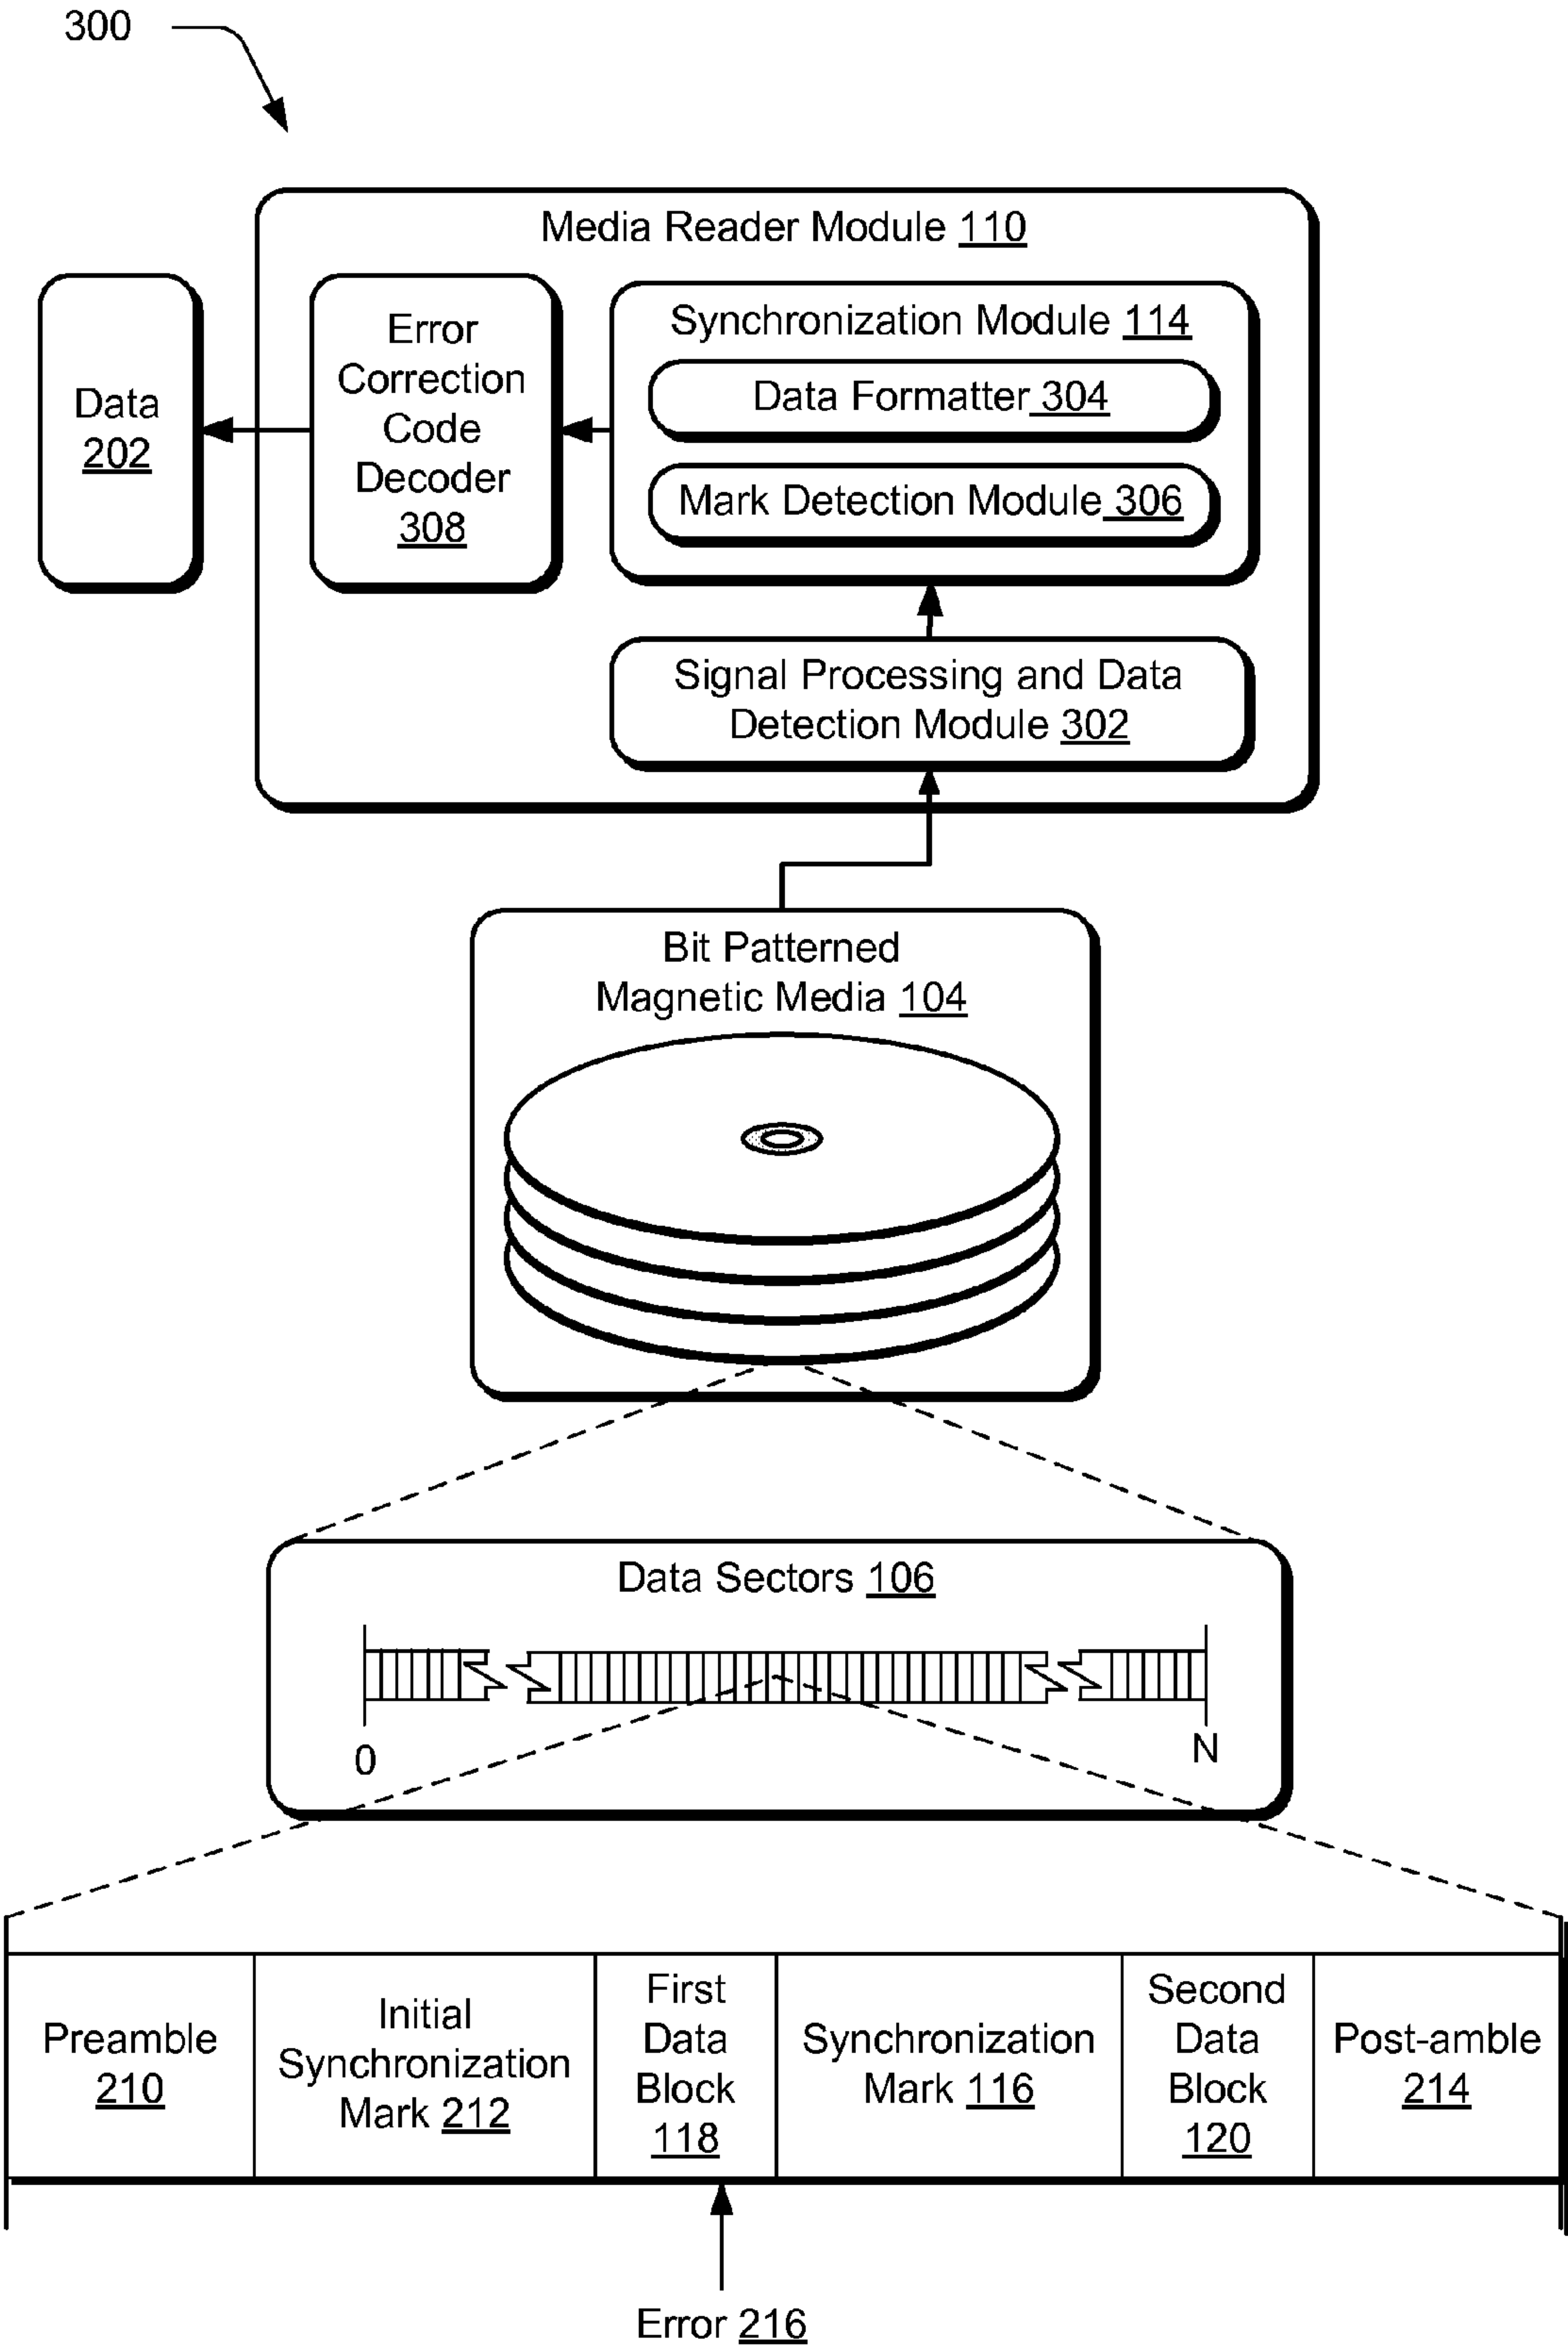 300
Media Reader Module 110
Data
202
Error
Correction
Code
Decoder
308
Synchronization Module 114
Data Formatter 304
Mark Detection Module 306
Signal Processing and Data
Detection Module 302
Bit Patterned
Magnetic Media 104
Data Sectors 106
0
N
Preamble
210
Initial
Synchronization
Mark 212
First
Data
Block
118
Synchronization
Mark 116
Second
Data
Block
120
Post-amble
214
Error 216